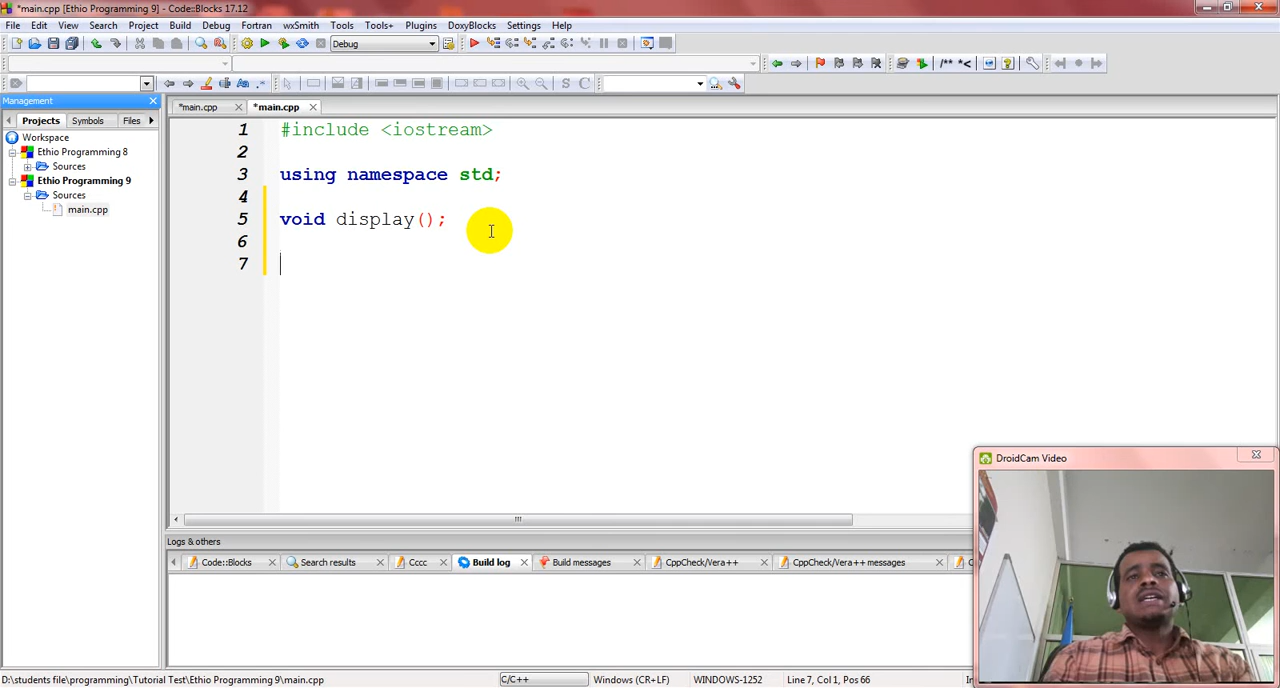 *main.cpp [Ethio Programming 9] - Code::Blocks 17.12
File Edit View Search Project Build Debug Fortran wxSmith Tools Tools+ Plugins DoxyBlocks Settings Help
Debug
/** *<
S C
Management
*main.cpp *main.cpp
Projects Symbols Files
Workspace
Ethio Programming 8
Sources
Ethio Programming 9
Sources
main.cpp
1 #include <iostream>
2
3 using namespace std;
4
5 void display();
6
7
DroidCam Video
Logs & others
Code::Blocks Search results Cccc Build log Build messages CppCheck/Vera++ CppCheck/Vera++ messages
D:\students file\programming\Tutorial Test\Ethio Programming 9\main.cpp C/C++ Windows (CR+LF) WINDOWS-1252 Line 7, Col 1, Pos 66